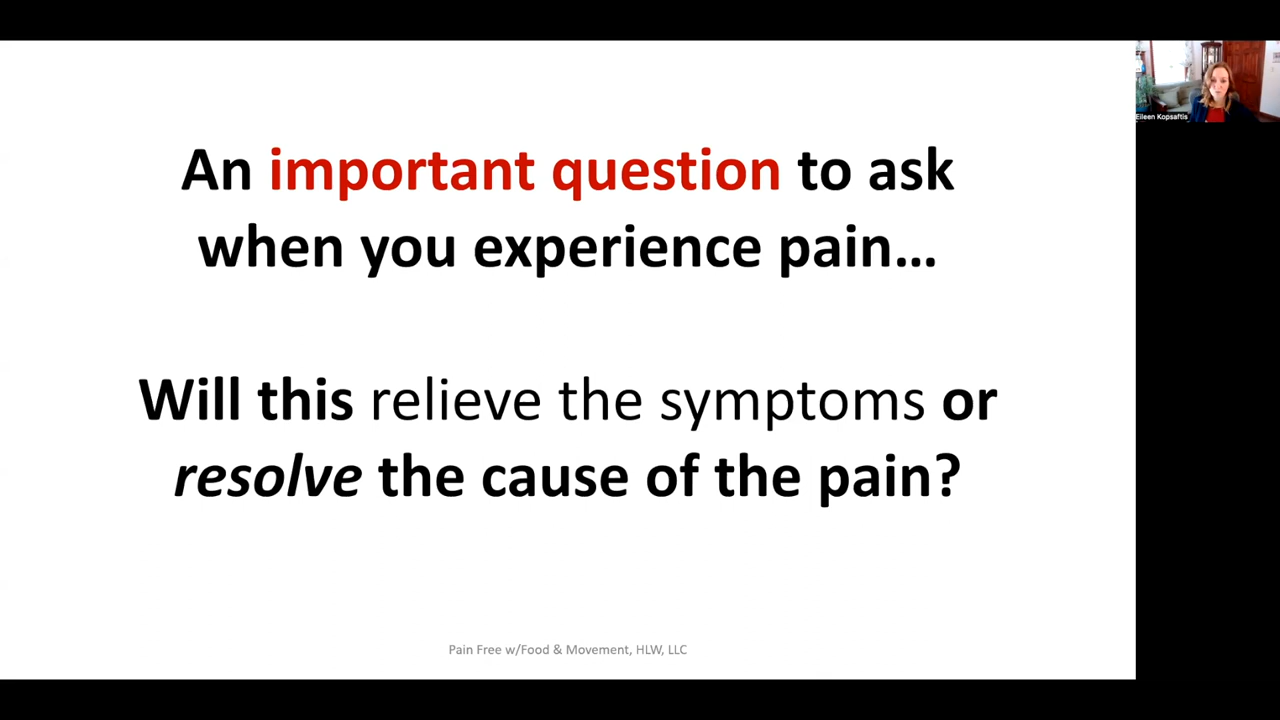 An important question to ask
when you experience pain...
Will this relieve the symptoms or
resolve the cause of the pain?
Pain Free w/Food & Movement, HLW, LLC
Eileen Kopsaftis